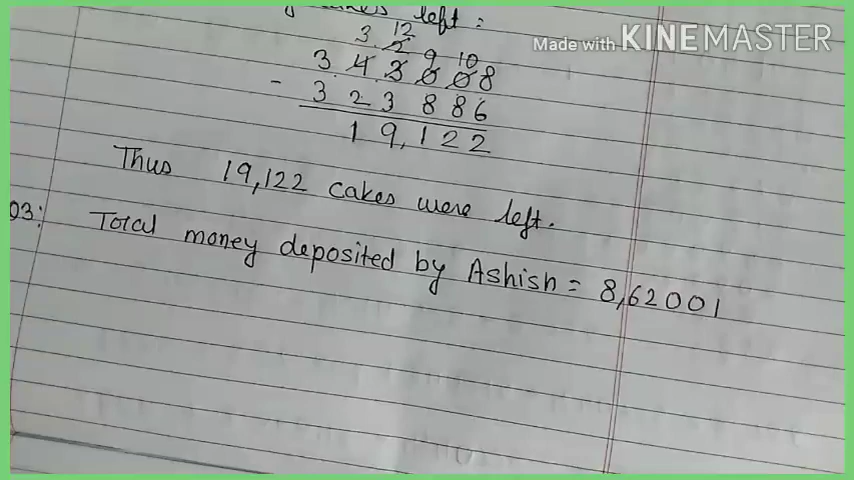 left :
Made with KINEMASTER
3 12
2 9 10
3 4 3 0 0 8
- 3 2 3 8 8 6
1 9,1 2 2
Thus 19,122 cakes were left.
03: Total money deposited by Ashish = 8,62001